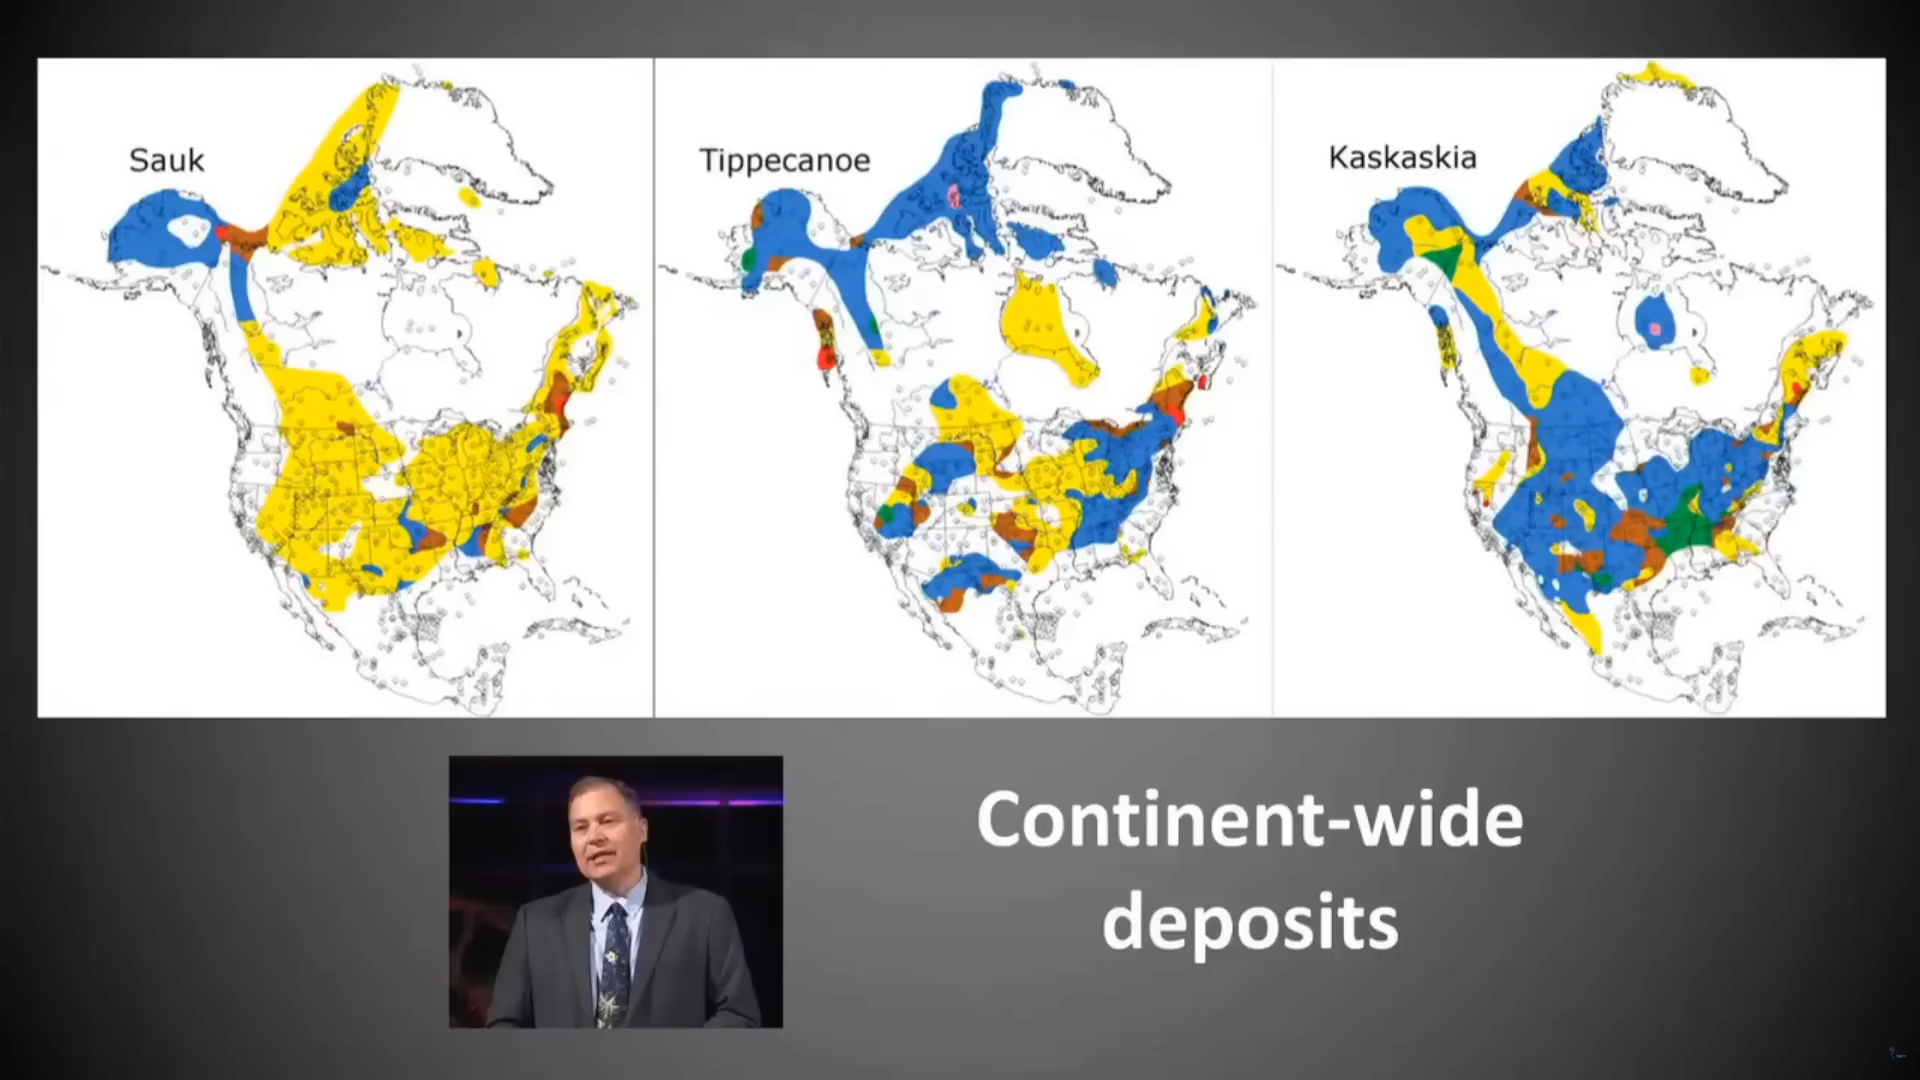 Sauk
Tippecanoe
Kaskaskia
Continent-wide
deposits